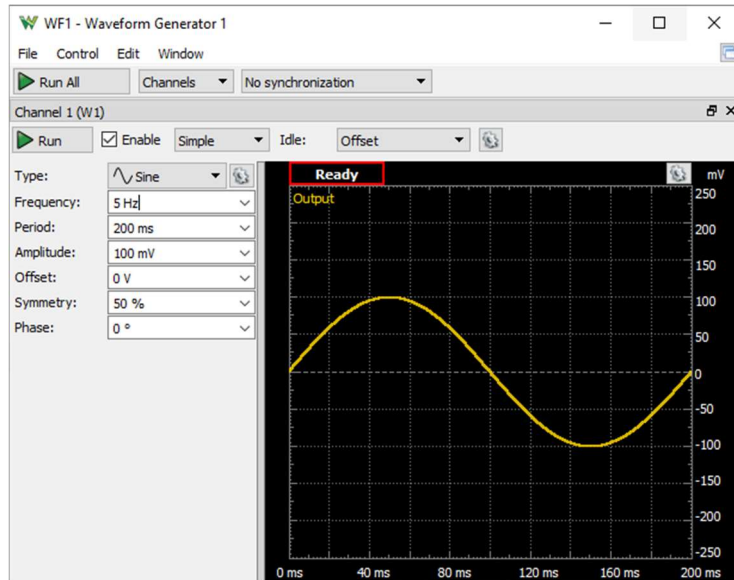 WF1 - Waveform Generator 1
File Control Edit Window
Run All Channels No synchronization
Channel 1 (W1)
Run Enable Simple Idle: Offset
Type: Sine
Frequency: 5 Hz
Period: 200 ms
Amplitude: 100 mV
Offset: 0 V
Symmetry: 50 %
Phase: 0 °
Ready mV
Output
250
200
150
100
50
0
-50
-100
-150
-200
-250
0 ms 40 ms 120 ms 160 ms 200 ms